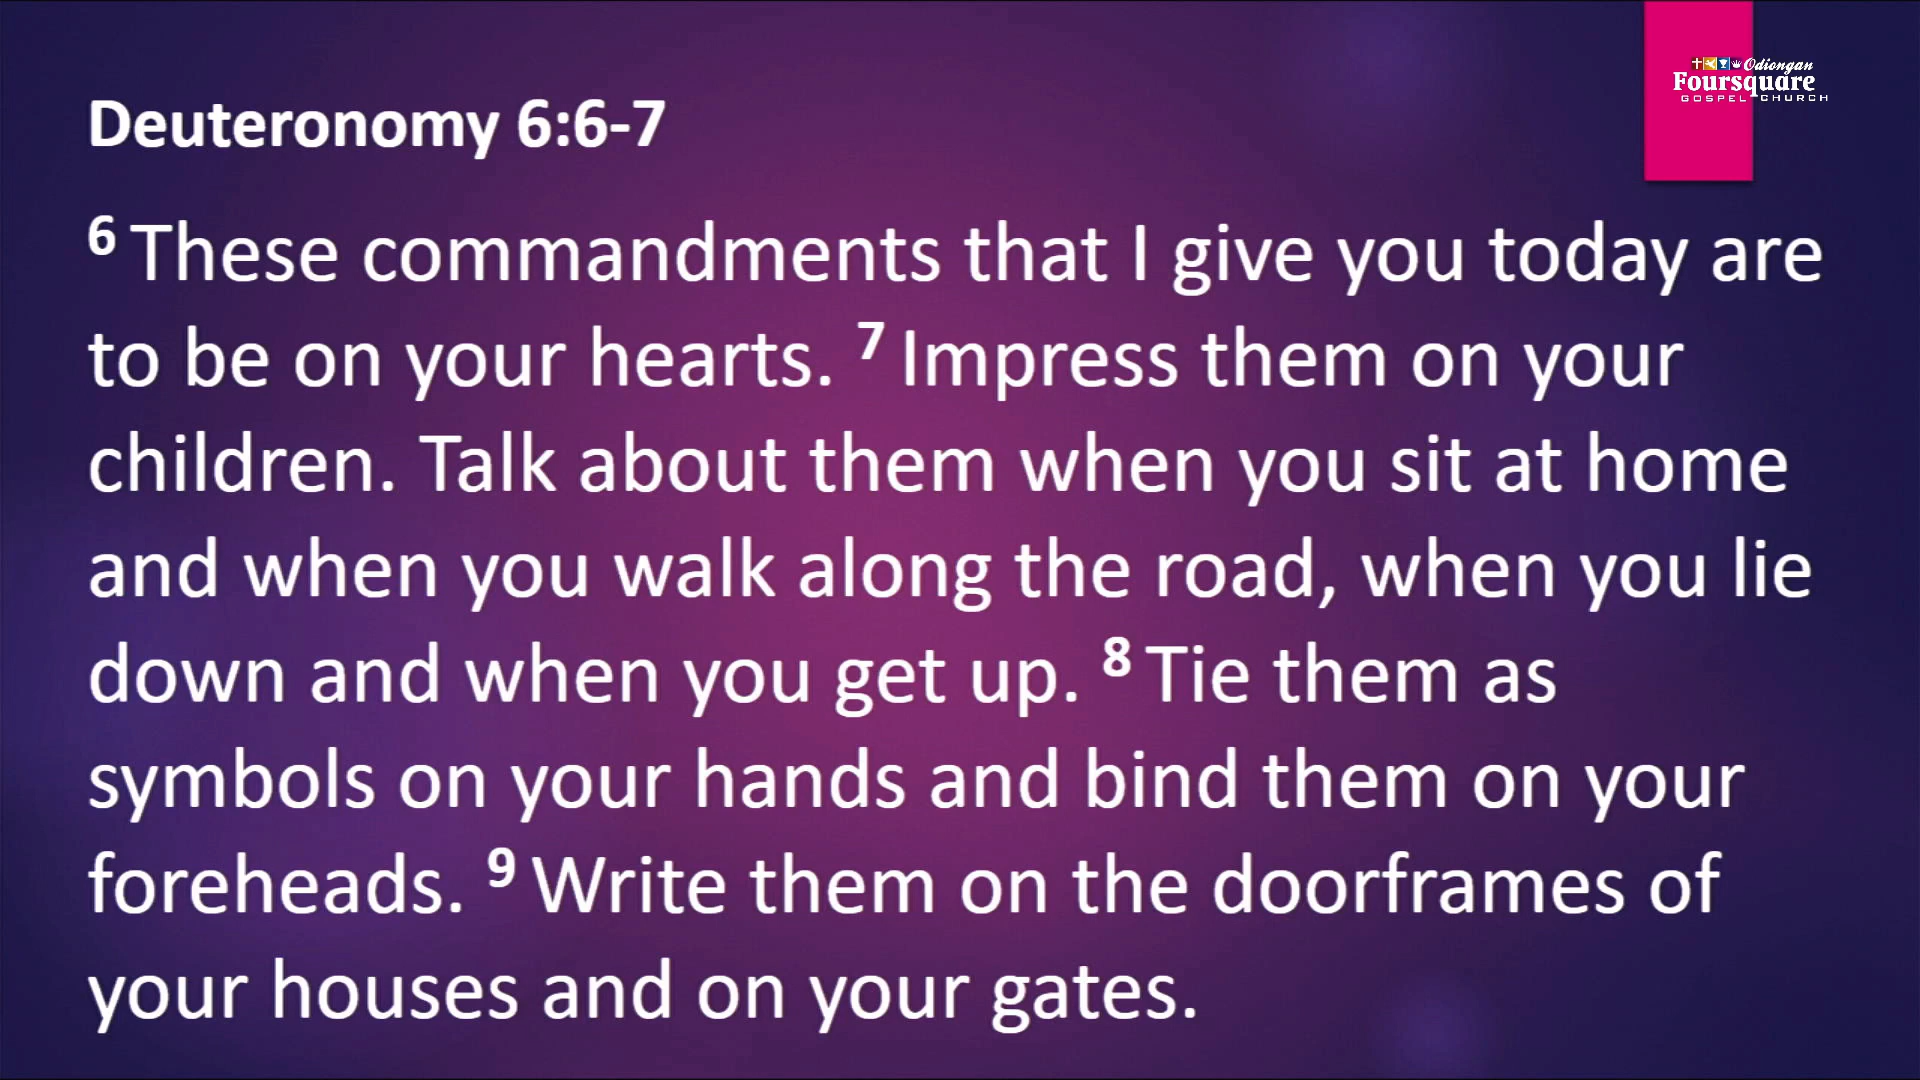 Odiongan
Foursquare
GOSPEL CHURCH
Deuteronomy 6:6-7
6 These commandments that I give you today are
to be on your hearts. 7 Impress them on your
children. Talk about them when you sit at home
and when you walk along the road, when you lie
down and when you get up. 8 Tie them as
symbols on your hands and bind them on your
foreheads. 9 Write them on the doorframes of
your houses and on your gates.